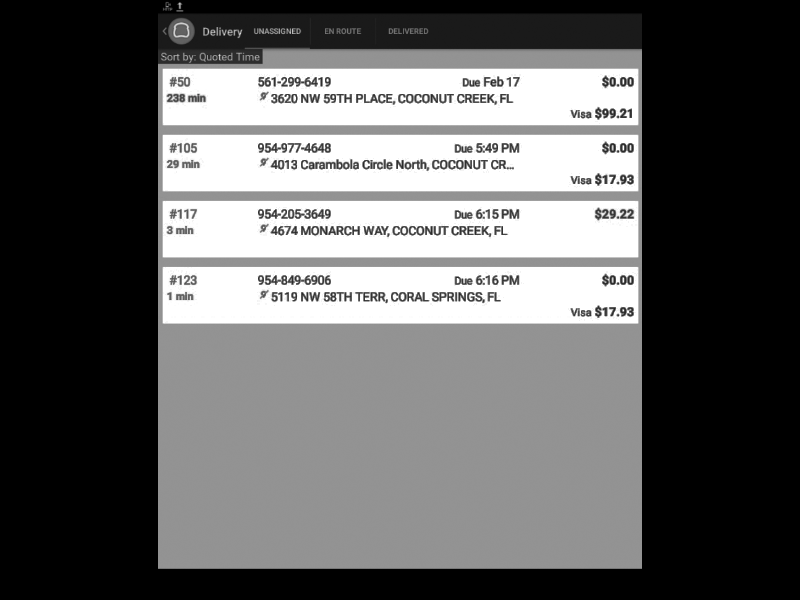 Delivery UNASSIGNED EN ROUTE DELIVERED
Sort by: Quoted Time
#50 561-299-6419 Due Feb 17 $0.00
238 min 3620 NW 59TH PLACE, COCONUT CREEK, FL
Visa $99.21
#105 954-977-4648 Due 5:49 PM $0.00
29 min 4013 Carambola Circle North, COCONUT CR...
Visa $17.93
#117 954-205-3649 Due 6:15 PM $29.22
3 min 4674 MONARCH WAY, COCONUT CREEK, FL
#123 954-849-6906 Due 6:16 PM $0.00
1 min 5119 NW 58TH TERR, CORAL SPRINGS, FL
Visa $17.93